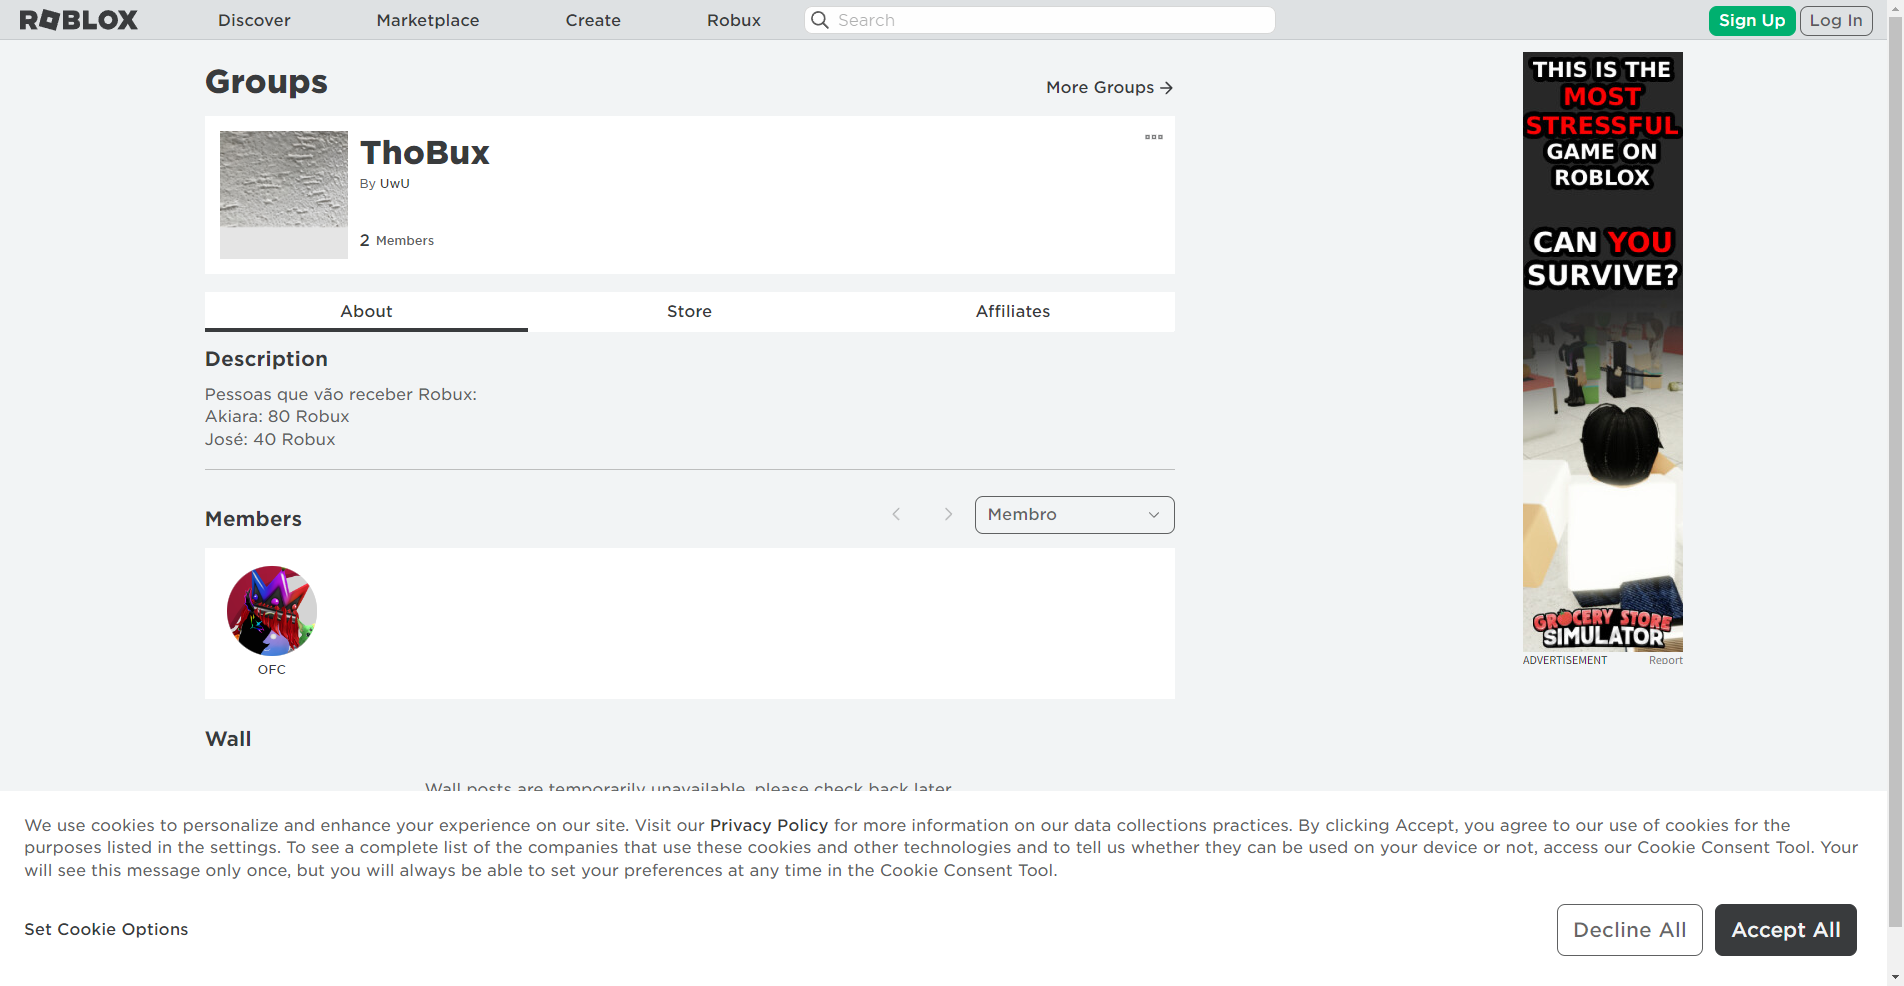 ROBLOX
Discover
Marketplace
Create
Robux
Search
Sign Up
Log In
Groups
More Groups
ThoBux
By UwU
2 Members
About
Store
Affiliates
Description
Pessoas que vão receber Robux:
Akiara: 80 Robux
José: 40 Robux
Members
Membro
OFC
Wall
Wall posts are temporarily unavailable, please check back later
THIS IS THE
MOST
STRESSFUL
GAME ON
ROBLOX
CAN YOU
SURVIVE?
GROCERY STORE
SIMULATOR
ADVERTISEMENT
Report
We use cookies to personalize and enhance your experience on our site. Visit our Privacy Policy for more information on our data collections practices. By clicking Accept, you agree to our use of cookies for the
purposes listed in the settings. To see a complete list of the companies that use these cookies and other technologies and to tell us whether they can be used on your device or not, access our Cookie Consent Tool. Your
will see this message only once, but you will always be able to set your preferences at any time in the Cookie Consent Tool.
Set Cookie Options
Decline All
Accept All